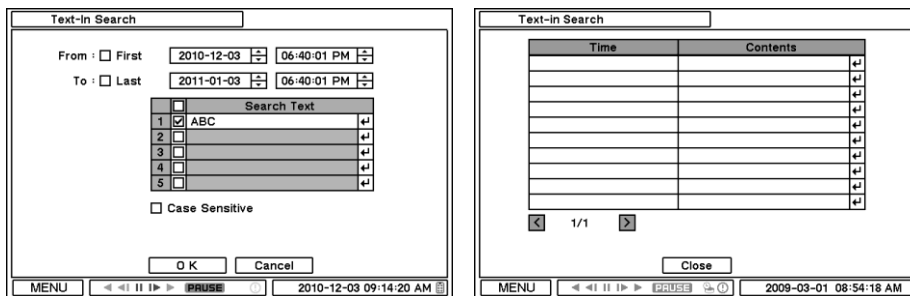 Text-In Search
From : First 2010-12-03 06:40:01 PM
To : Last 2011-01-03 06:40:01 PM
Search Text
1 ABC
2
3
4
5
Case Sensitive
O K Cancel
MENU PAUSE 2010-12-03 09:14:20 AM
Text-in Search
Time Contents
1/1
Close
MENU PAUSE 2009-03-01 08:54:18 AM